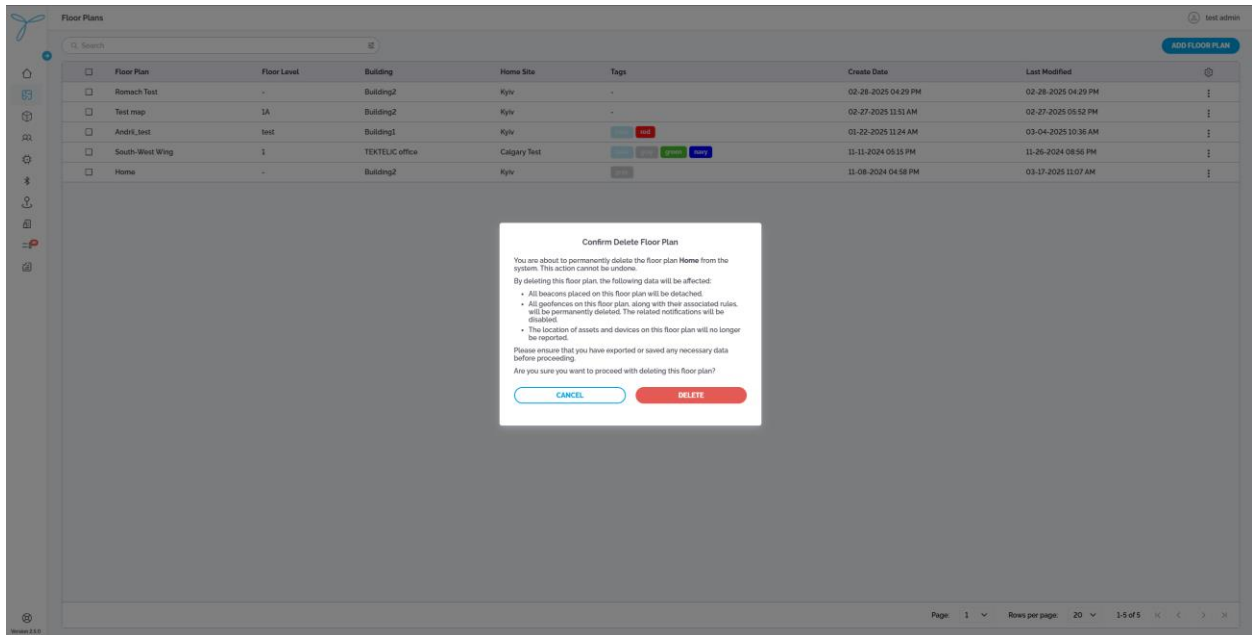 Floor Plans
test admin
Search
ADD FLOOR PLAN
Floor Plan Floor Level Building Home Site Tags Create Date Last Modified
Romach Test - Building2 Kyiv - 02-28-2025 04:29 PM 02-28-2025 04:29 PM
Test map 1A Building2 Kyiv - 02-27-2025 11:51 AM 02-27-2025 05:52 PM
Andrii_test test Building1 Kyiv red 01-22-2025 11:24 AM 03-04-2025 10:36 AM
South-West Wing 1 TEKTELIC office Calgary Test gray green navy 11-11-2024 05:15 PM 11-26-2024 08:56 PM
Home - Building2 Kyiv gray 11-08-2024 04:58 PM 03-17-2025 11:07 AM
Confirm Delete Floor Plan
You are about to permanently delete the floor plan Home from the
system. This action cannot be undone.
By deleting this floor plan, the following data will be affected:
• All beacons placed on this floor plan will be detached.
• All geofences on this floor plan, along with their associated rules,
will be permanently deleted. The related notifications will be
disabled.
• The location of assets and devices on this floor plan will no longer
be reported.
Please ensure that you have exported or saved any necessary data
before proceeding.
Are you sure you want to proceed with deleting this floor plan?
CANCEL DELETE
Page: 1 Rows per page: 20 1-5 of 5